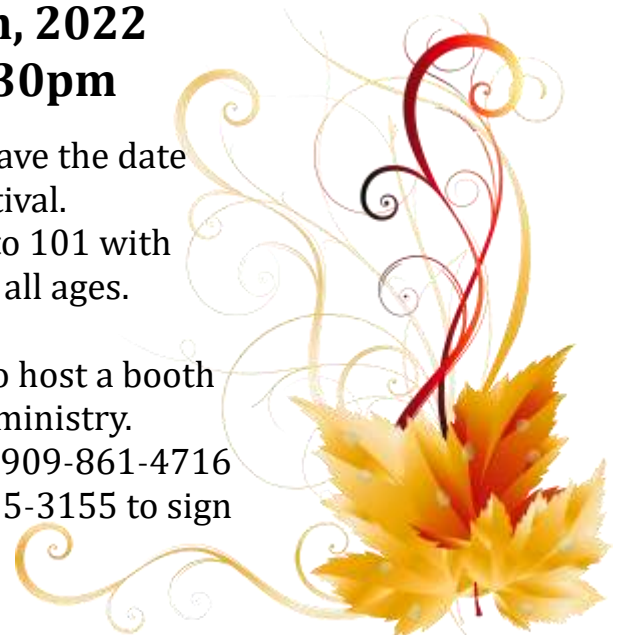 h, 2022
30pm
ave the date
tival.
to 101 with
all ages.
o host a booth
ministry.
909-861-4716
5-3155 to sign